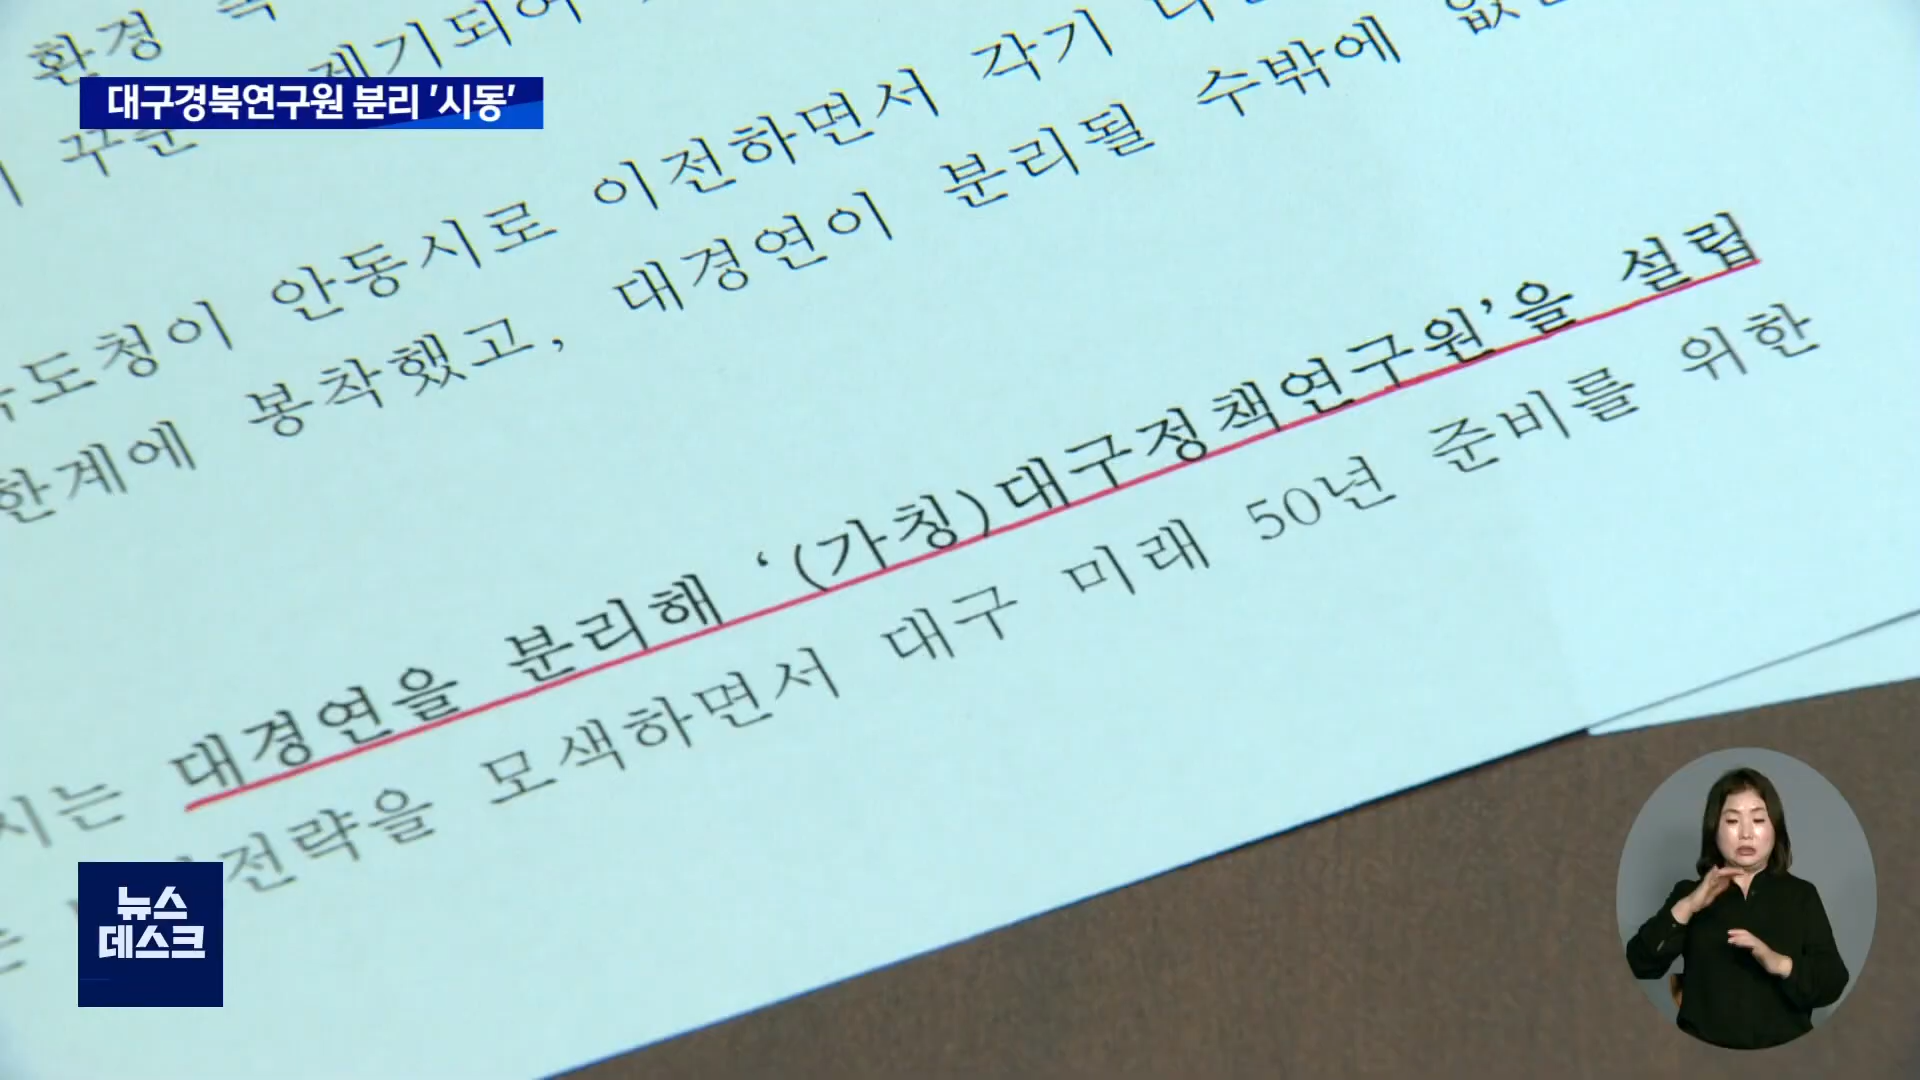 대구경북연구원 분리 '시동'
환경
꾸준 제기되어
도청이 안동시로 이전하면서 각기
한계에 봉착했고, 대경연이 분리될 수밖에 없는
시는 대경연을 분리해 ‘(가칭)대구정책연구원’을 설립
전략을 모색하면서 대구 미래 50년 준비를 위한
뉴스
데스크